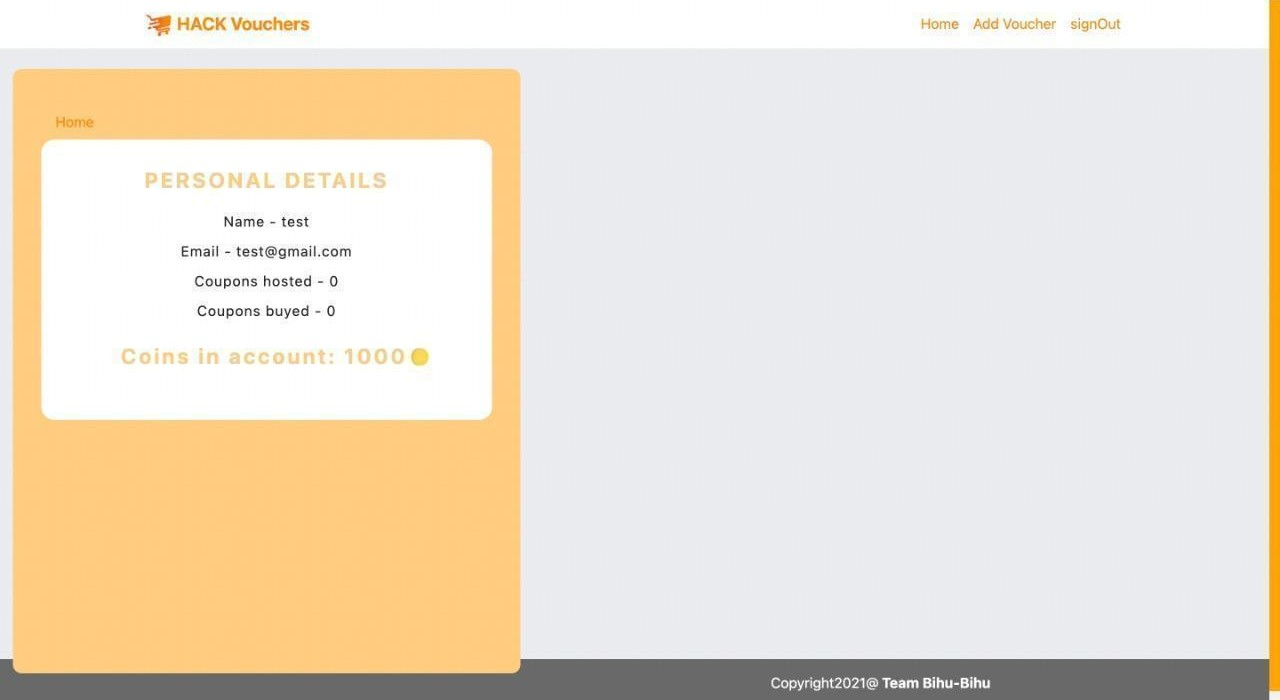 HACK Vouchers
Home Add Voucher signOut
Home
PERSONAL DETAILS
Name - test
Email - test@gmail.com
Coupons hosted - 0
Coupons buyed - 0
Coins in account: 1000
Copyright2021@ Team Bihu-Bihu